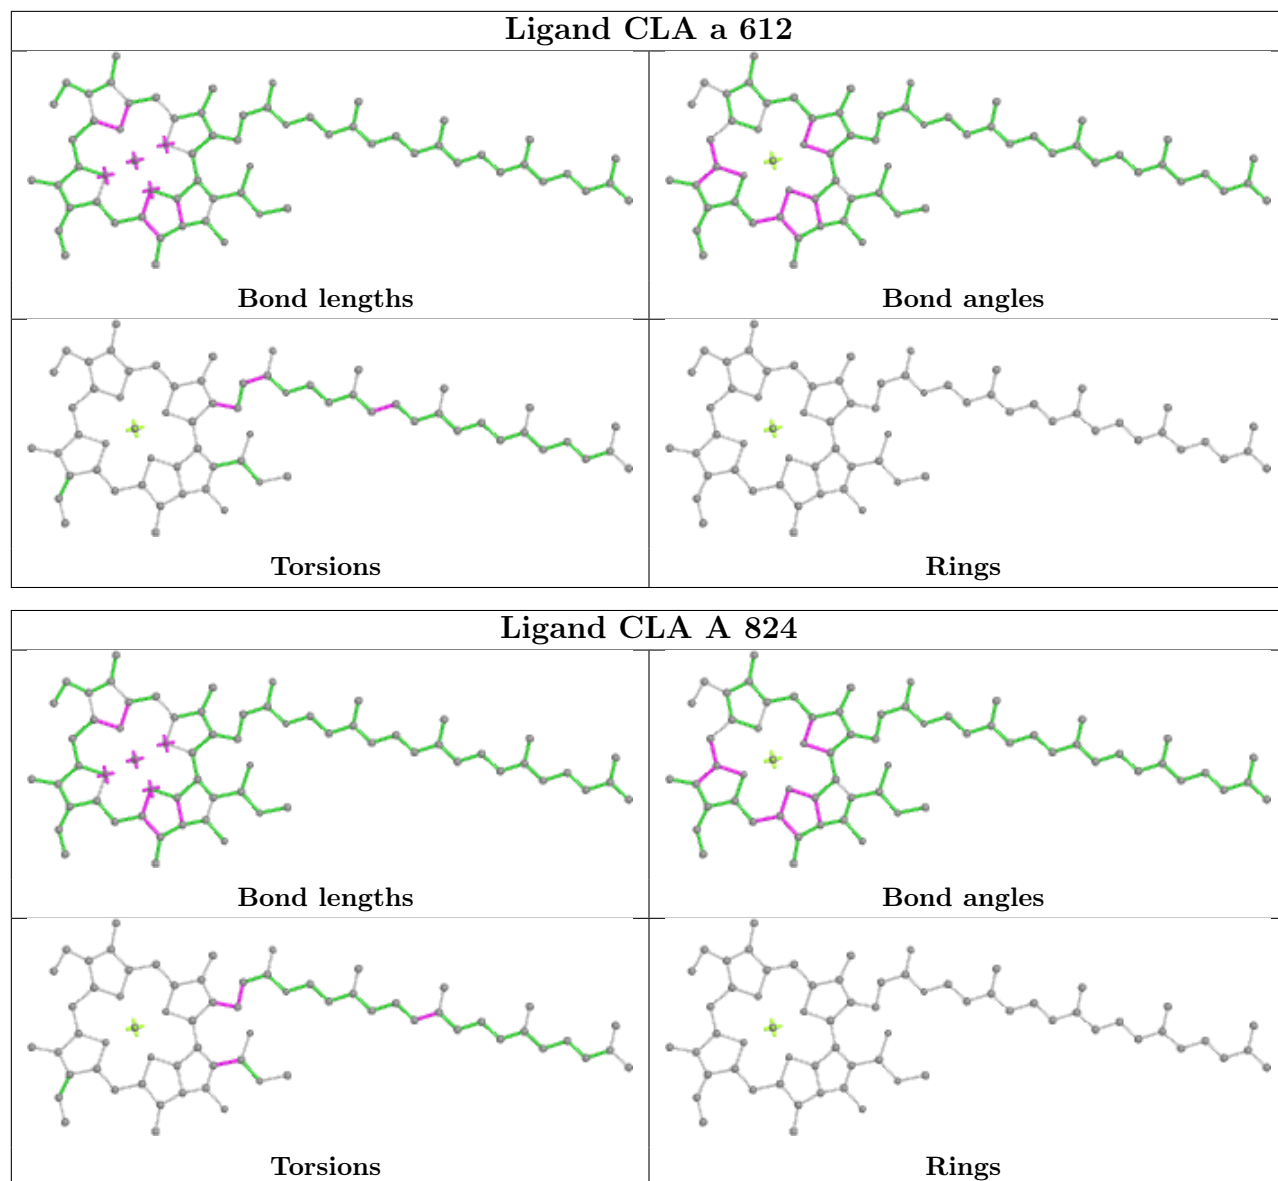 Ligand CLA a 612
Bond lengths
Bond angles
Torsions
Rings
Ligand CLA A 824
Bond lengths
Bond angles
Torsions
Rings